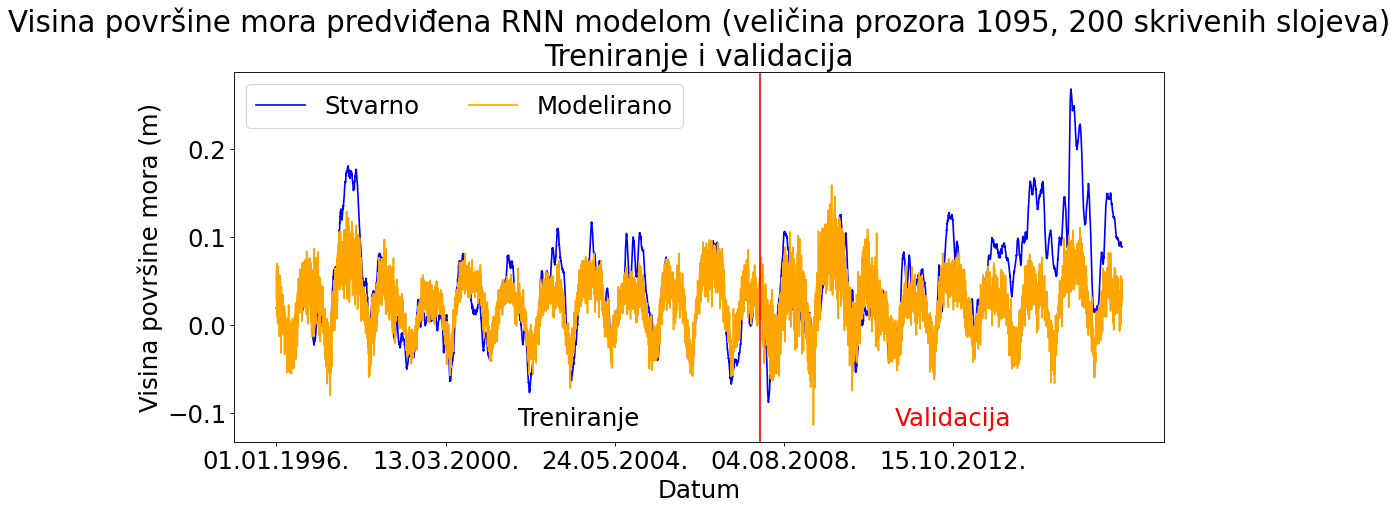 Visina površine mora predviđena RNN modelom (veličina prozora 1095, 200 skrivenih slojeva)
Treniranje i validacija
Stvarno
Modelirano
Visina površine mora (m)
0.2
0.1
0.0
−0.1
Treniranje
Validacija
01.01.1996.
13.03.2000.
24.05.2004.
04.08.2008.
15.10.2012.
Datum